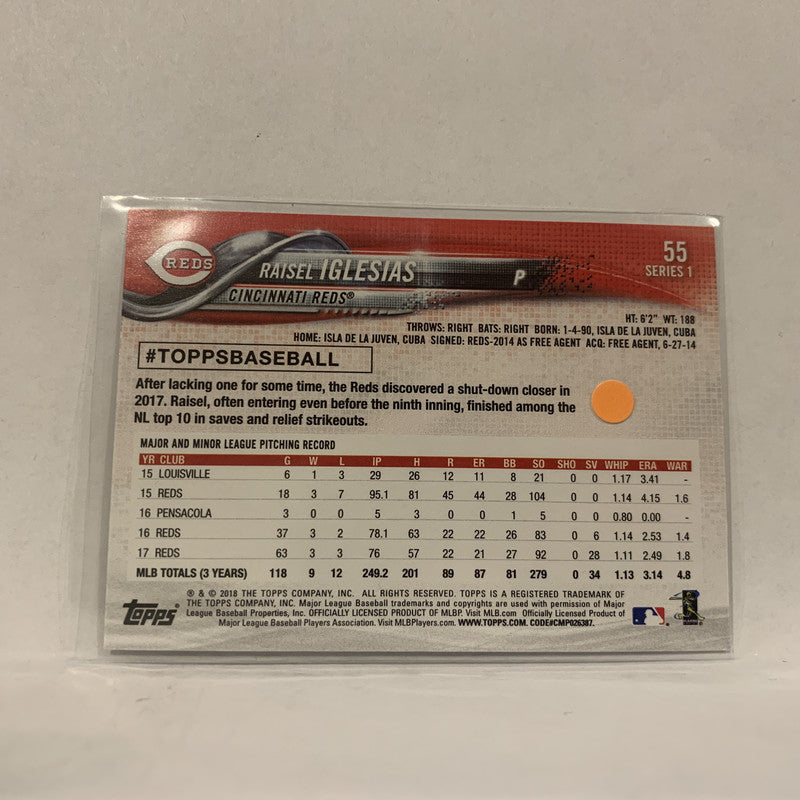 REDS
RAISEL IGLESIAS
P
CINCINNATI REDS®
55
SERIES 1
HT: 6'2" WT: 188
THROWS: RIGHT BATS: RIGHT BORN: 1-4-90, ISLA DE LA JUVEN, CUBA
HOME: ISLA DE LA JUVEN, CUBA SIGNED: REDS-2014 AS FREE AGENT ACQ: FREE AGENT, 6-27-14
#TOPPSBASEBALL
After lacking one for some time, the Reds discovered a shut-down closer in
2017. Raisel, often entering even before the ninth inning, finished among the
NL top 10 in saves and relief strikeouts.
MAJOR AND MINOR LEAGUE PITCHING RECORD
YR CLUB G W L IP H R ER BB SO SHO SV WHIP ERA WAR
15 LOUISVILLE 6 1 3 29 26 12 11 8 21 0 0 1.17 3.41 -
15 REDS 18 3 7 95.1 81 45 44 28 104 0 0 1.14 4.15 1.6
16 PENSACOLA 3 0 0 5 3 0 0 1 5 0 0 0.80 0.00 -
16 REDS 37 3 2 78.1 63 22 22 26 83 0 6 1.14 2.53 1.4
17 REDS 63 3 3 76 57 22 21 27 92 0 28 1.11 2.49 1.8
MLB TOTALS (3 YEARS) 118 9 12 249.2 201 89 87 81 279 0 34 1.13 3.14 4.8
® & © 2018 THE TOPPS COMPANY, INC. ALL RIGHTS RESERVED. TOPPS IS A REGISTERED TRADEMARK OF
THE TOPPS COMPANY, INC. Major League Baseball trademarks and copyrights are used with permission of Major
League Baseball Properties, Inc. OFFICIALLY LICENSED PRODUCT OF MLBP. Visit MLB.com Officially Licensed Product of
Major League Baseball Players Association. Visit MLBPlayers.com. WWW.TOPPS.COM. CODE#CMP026387.
topps